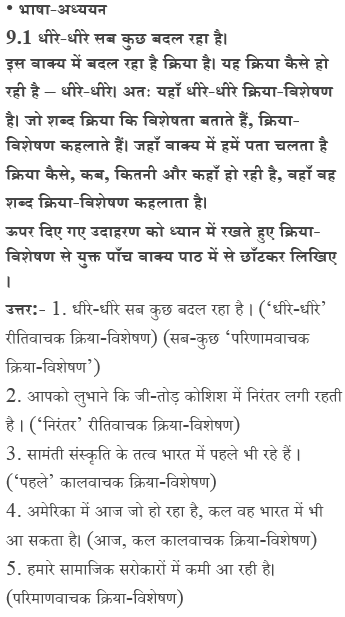 • भाषा-अध्ययन
9.1 धीरे-धीरे सब कुछ बदल रहा है।
इस वाक्य में बदल रहा है क्रिया है। यह क्रिया कैसे हो
रही है – धीरे-धीरे। अतः यहाँ धीरे-धीरे क्रिया-विशेषण
है। जो शब्द क्रिया कि विशेषता बताते हैं, क्रिया-
विशेषण कहलाते हैं। जहाँ वाक्य में हमें पता चलता है
क्रिया कैसे, कब, कितनी और कहाँ हो रही है, वहाँ वह
शब्द क्रिया-विशेषण कहलाता है।
ऊपर दिए गए उदाहरण को ध्यान में रखते हुए क्रिया-
विशेषण से युक्त पाँच वाक्य पाठ में से छाँटकर लिखिए
।
उत्तर:- 1. धीरे-धीरे सब कुछ बदल रहा है । (‘धीरे-धीरे’
रीतिवाचक क्रिया-विशेषण) (सब-कुछ ‘परिणामवाचक
क्रिया-विशेषण’)
2. आपको लुभाने कि जी-तोड़ कोशिश में निरंतर लगी रहती
है । (‘निरंतर’ रीतिवाचक क्रिया-विशेषण)
3. सामंती संस्कृति के तत्व भारत में पहले भी रहे हैं ।
(‘पहले’ कालवाचक क्रिया-विशेषण)
4. अमेरिका में आज जो हो रहा है, कल वह भारत में भी
आ सकता है। (आज, कल कालवाचक क्रिया-विशेषण)
5. हमारे सामाजिक सरोकारों में कमी आ रही है।
(परिमाणवाचक क्रिया-विशेषण)